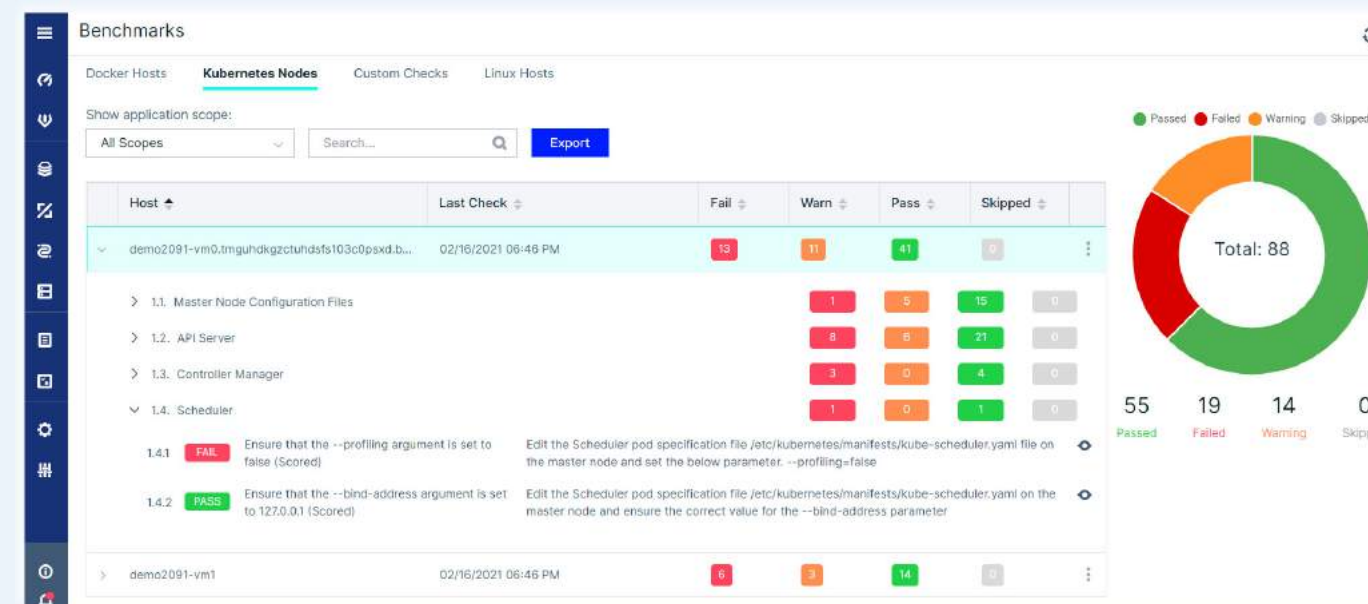 Benchmarks
Docker Hosts Kubernetes Nodes Custom Checks Linux Hosts
Show application scope:
All Scopes Search... Export
Passed Failed Warning Skipped
Host Last Check Fail Warn Pass Skipped
demo2091-vm0.tmguhdkgzctuhdsfs103c0psxd.b... 02/16/2021 06:46 PM 13 11 41 0
Total: 88
1.1. Master Node Configuration Files 1 5 15 0
1.2. API Server 8 6 21 0
1.3. Controller Manager 3 0 4 0
1.4. Scheduler 1 0 1 0
55 19 14 0
Passed Failed Warning Skipp
1.4.1 FAIL Ensure that the --profiling argument is set to Edit the Scheduler pod specification file /etc/kubernetes/manifests/kube-scheduler.yaml file on
false (Scored) the master node and set the below parameter. --profiling=false
1.4.2 PASS Ensure that the --bind-address argument is set Edit the Scheduler pod specification file /etc/kubernetes/manifests/kube-scheduler.yaml on the
to 127.0.0.1 (Scored) master node and ensure the correct value for the --bind-address parameter
demo2091-vm1 02/16/2021 06:46 PM 6 3 14 0